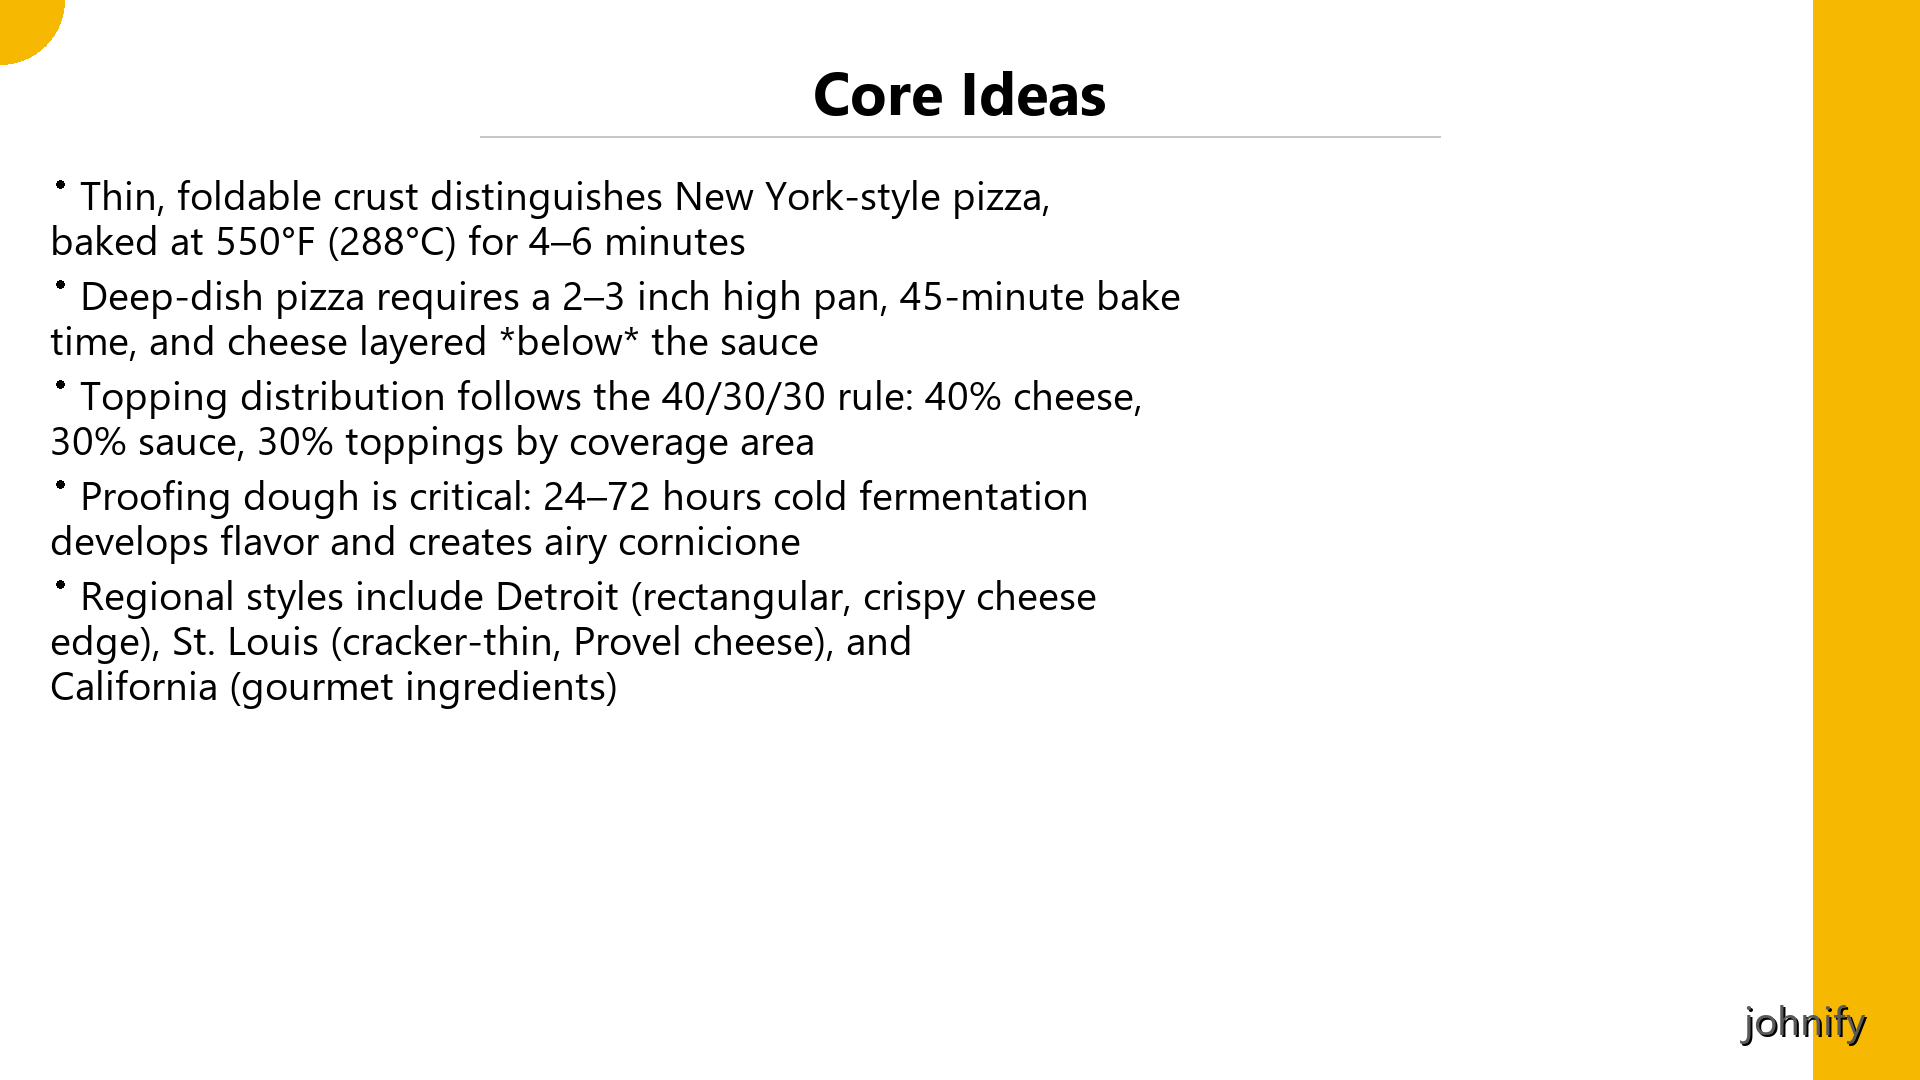 Core Ideas
• Thin, foldable crust distinguishes New York-style pizza,
baked at 550°F (288°C) for 4–6 minutes
• Deep-dish pizza requires a 2–3 inch high pan, 45-minute bake
time, and cheese layered *below* the sauce
• Topping distribution follows the 40/30/30 rule: 40% cheese,
30% sauce, 30% toppings by coverage area
• Proofing dough is critical: 24–72 hours cold fermentation
develops flavor and creates airy cornicione
• Regional styles include Detroit (rectangular, crispy cheese
edge), St. Louis (cracker-thin, Provel cheese), and
California (gourmet ingredients)
johnify